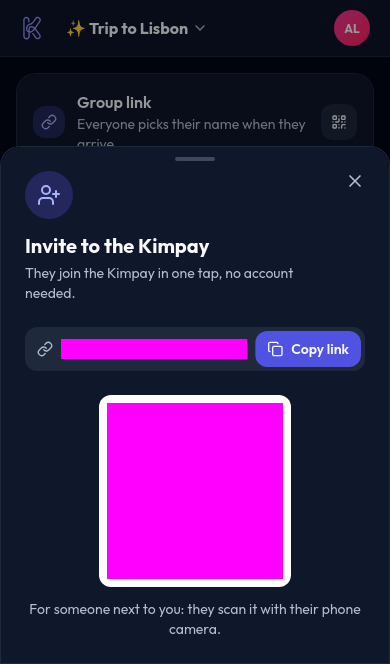 ✨ Trip to Lisbon
AL
Group link
Everyone picks their name when they
arrive.
Invite to the Kimpay
They join the Kimpay in one tap, no account
needed.
Copy link
For someone next to you: they scan it with their phone
camera.